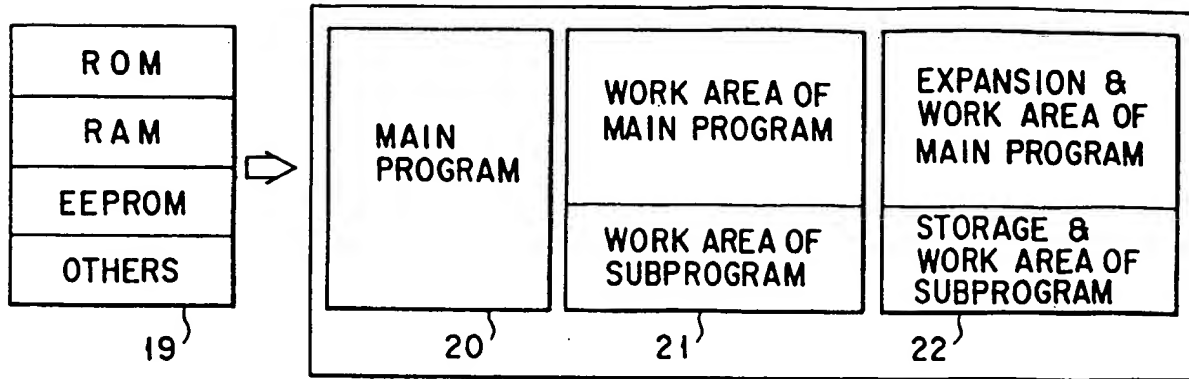 ROM
RAM
EEPROM
OTHERS
19
MAIN
PROGRAM
20
WORK AREA OF
MAIN PROGRAM
WORK AREA OF
SUBPROGRAM
21
EXPANSION &
WORK AREA OF
MAIN PROGRAM
STORAGE &
WORK AREA OF
SUBPROGRAM
22